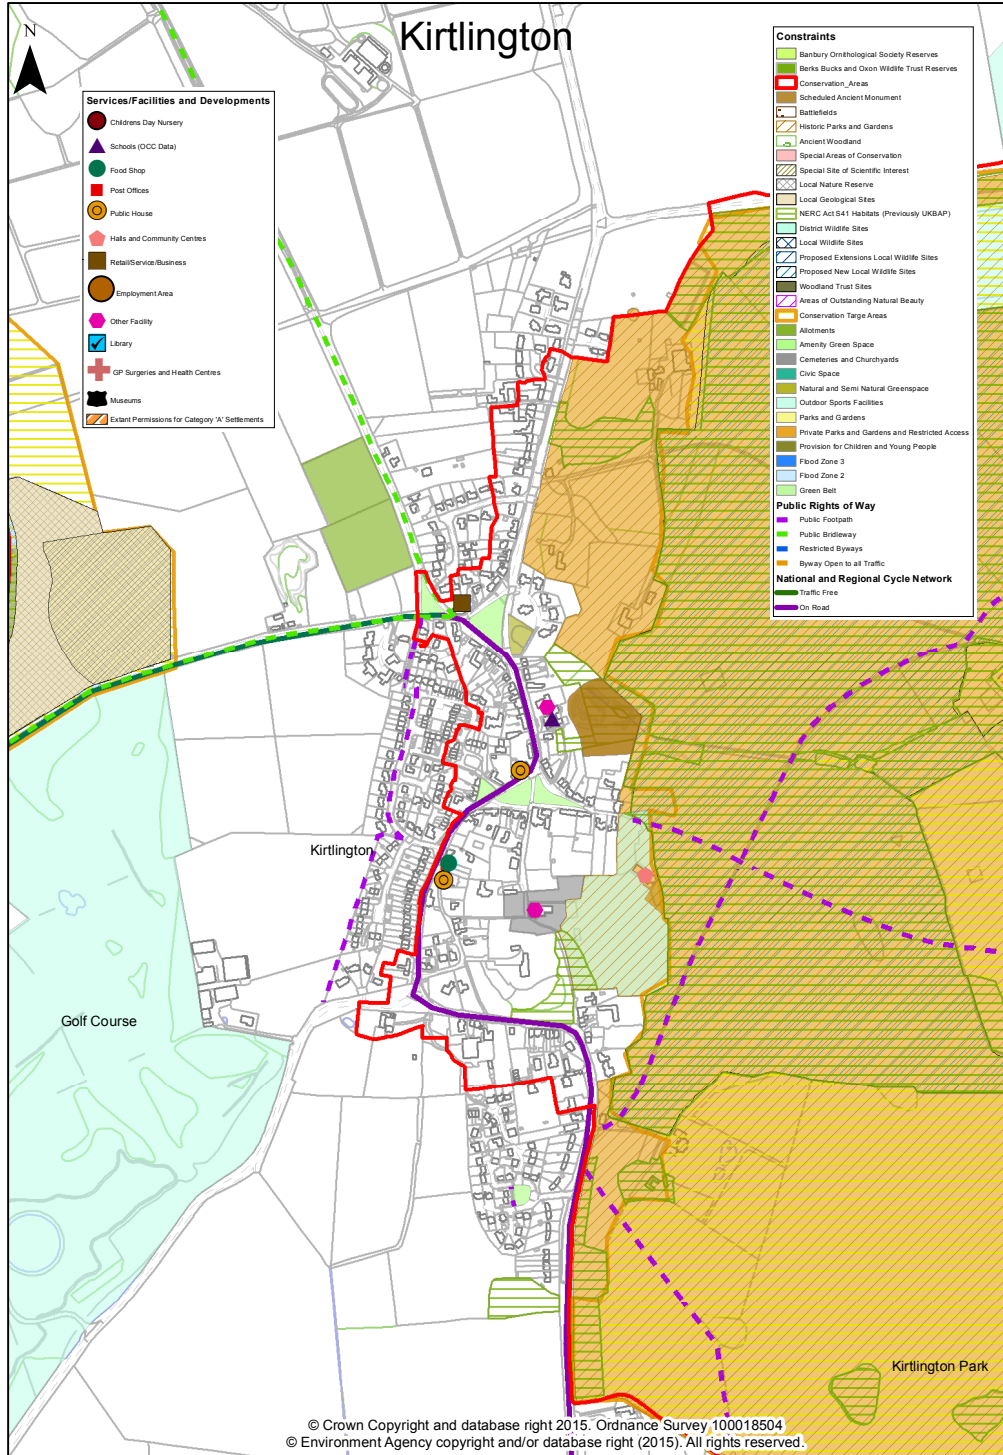 Kirtlington
N
Services/Facilities and Developments
Childrens Day Nursery
Schools (OCC Data)
Food Shop
Post Offices
Public House
Halls and Community Centres
Retail/Service/Business
Employment Area
Other Facility
Library
GP Surgeries and Health Centres
Museums
Extant Permissions for Category 'A' Settlements
Constraints
Banbury Ornithological Society Reserves
Berks Bucks and Oxon Wildlife Trust Reserves
Conservation_Areas
Scheduled Ancient Monument
Battlefields
Historic Parks and Gardens
Ancient Woodland
Special Areas of Conservation
Special Site of Scientific Interest
Local Nature Reserve
Local Geological Sites
NERC Act S41 Habitats (Previously UKBAP)
District Wildlife Sites
Local Wildlife Sites
Proposed Extensions Local Wildlife Sites
Proposed New Local Wildlife Sites
Woodland Trust Sites
Areas of Outstanding Natural Beauty
Conservation Targe Areas
Allotments
Amenity Green Space
Cemeteries and Churchyards
Civic Space
Natural and Semi Natural Greenspace
Outdoor Sports Facilities
Parks and Gardens
Private Parks and Gardens and Restricted Access
Provision for Children and Young People
Flood Zone 3
Flood Zone 2
Green Belt
Public Rights of Way
Public Footpath
Public Bridleway
Restricted Byways
Byway Open to all Traffic
National and Regional Cycle Network
Traffic Free
On Road
Kirtlington
Golf Course
Kirtlington Park
© Crown Copyright and database right 2015. Ordnance Survey 100018504
© Environment Agency copyright and/or database right (2015). All rights reserved.